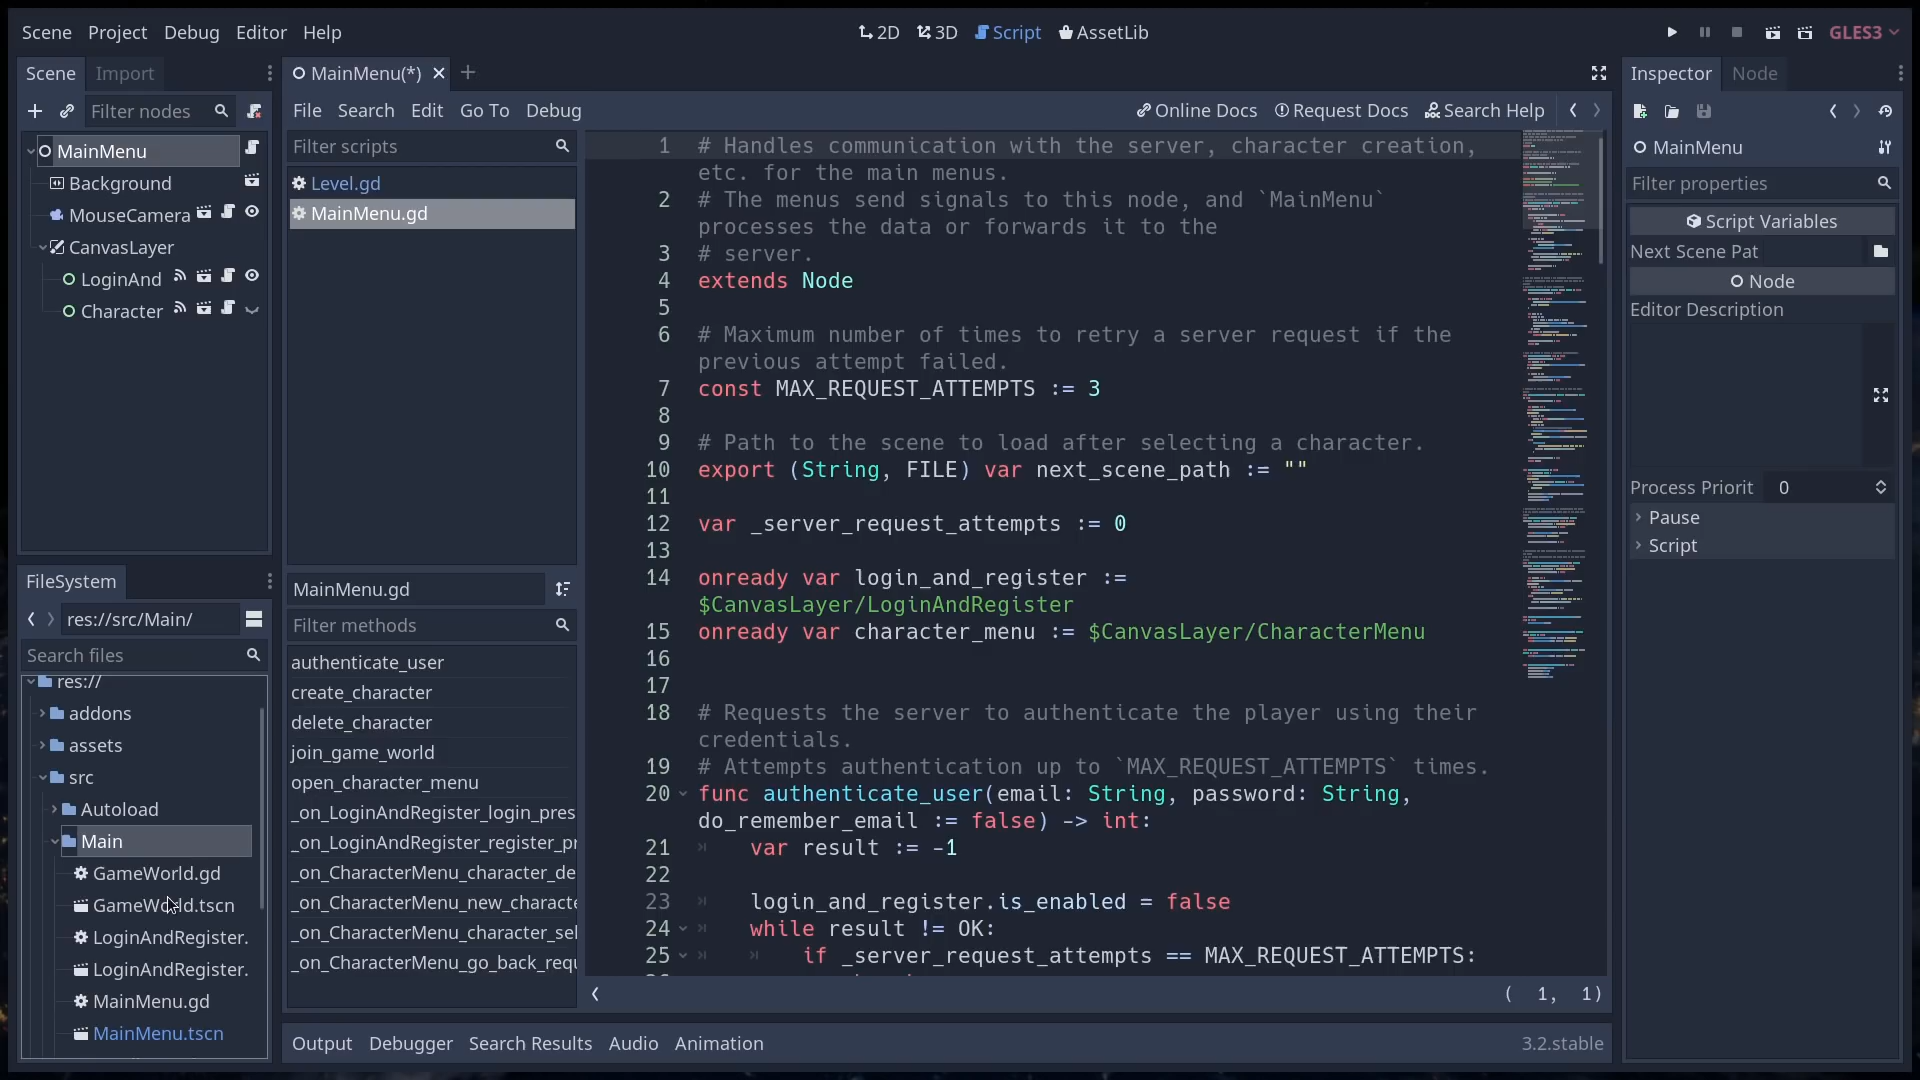 Scene Project Debug Editor Help
2D 3D Script AssetLib
GLES3
Scene Import
Filter nodes
MainMenu
Background
MouseCamera
CanvasLayer
LoginAnd
Character
FileSystem
res://src/Main/
Search files
res://
addons
assets
src
Autoload
Main
GameWorld.gd
GameWorld.tscn
LoginAndRegister.
LoginAndRegister.
MainMenu.gd
MainMenu.tscn
MainMenu(*)
File Search Edit Go To Debug
Online Docs Request Docs Search Help
Filter scripts
Level.gd
MainMenu.gd
MainMenu.gd
Filter methods
authenticate_user
create_character
delete_character
join_game_world
open_character_menu
_on_LoginAndRegister_login_pres
_on_LoginAndRegister_register_pr
_on_CharacterMenu_character_de
_on_CharacterMenu_new_characte
_on_CharacterMenu_character_sel
_on_CharacterMenu_go_back_requ
1 # Handles communication with the server, character creation,
etc. for the main menus.
2 # The menus send signals to this node, and `MainMenu`
processes the data or forwards it to the
3 # server.
4 extends Node
5
6 # Maximum number of times to retry a server request if the
previous attempt failed.
7 const MAX_REQUEST_ATTEMPTS := 3
8
9 # Path to the scene to load after selecting a character.
10 export (String, FILE) var next_scene_path := ""
11
12 var _server_request_attempts := 0
13
14 onready var login_and_register :=
$CanvasLayer/LoginAndRegister
15 onready var character_menu := $CanvasLayer/CharacterMenu
16
17
18 # Requests the server to authenticate the player using their
credentials.
19 # Attempts authentication up to `MAX_REQUEST_ATTEMPTS` times.
20 func authenticate_user(email: String, password: String,
do_remember_email := false) -> int:
21 var result := -1
22
23 login_and_register.is_enabled = false
24 while result != OK:
25 if _server_request_attempts == MAX_REQUEST_ATTEMPTS:
( 1, 1)
Output Debugger Search Results Audio Animation
3.2.stable
Inspector Node
MainMenu
Filter properties
Script Variables
Next Scene Pat
Node
Editor Description
Process Priorit 0
Pause
Script